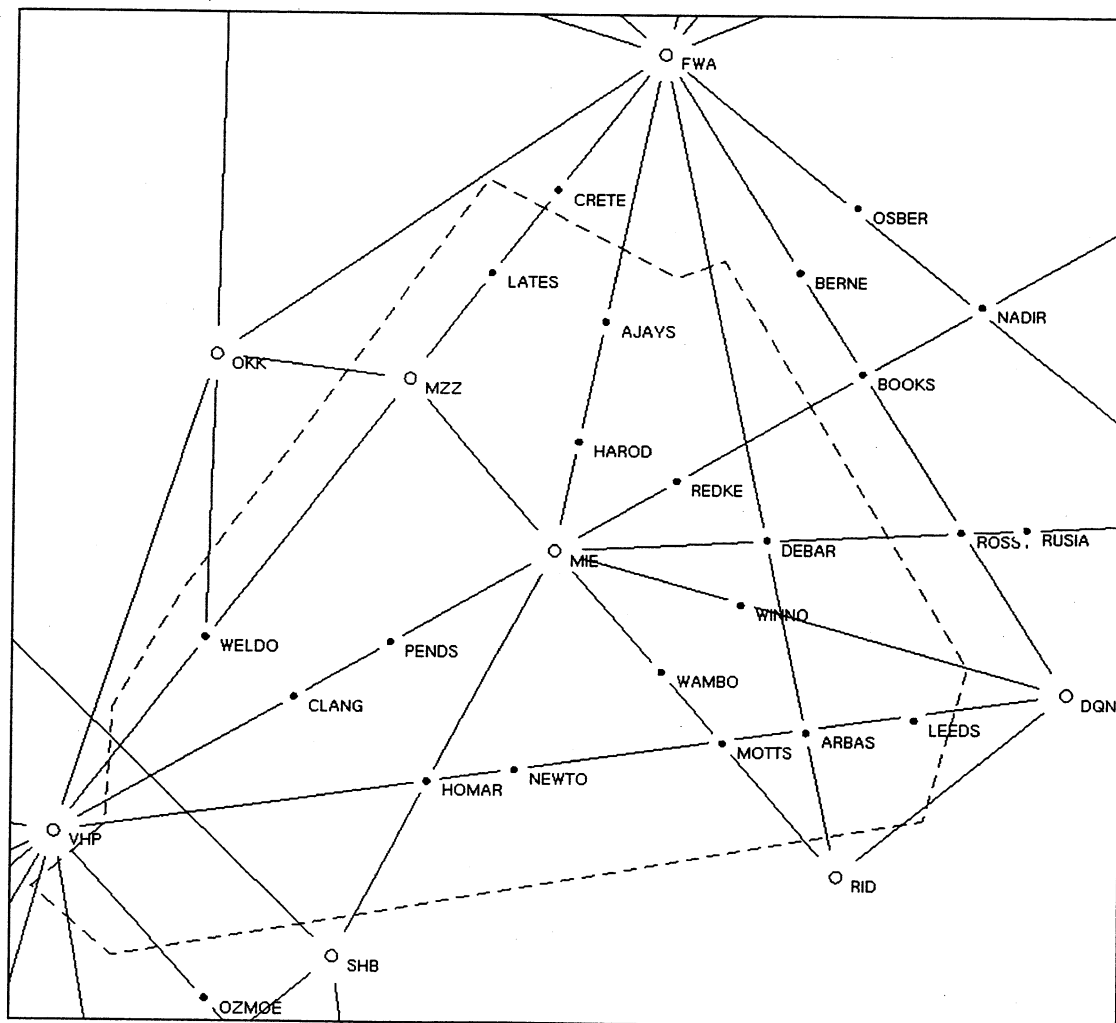 FWA
CRETE
OSBER
LATES
BERNE
NADIR
AJAYS
OKK
MZZ
BOOKS
HAROD
REDKE
MIE
DEBAR
ROSS.
RUSIA
WINNO
WELDO
PENDS
WAMBO
CLANG
DQN
LEEDS
ARBAS
MOTTS
NEWTO
HOMAR
VHP
RID
SHB
OZMOE